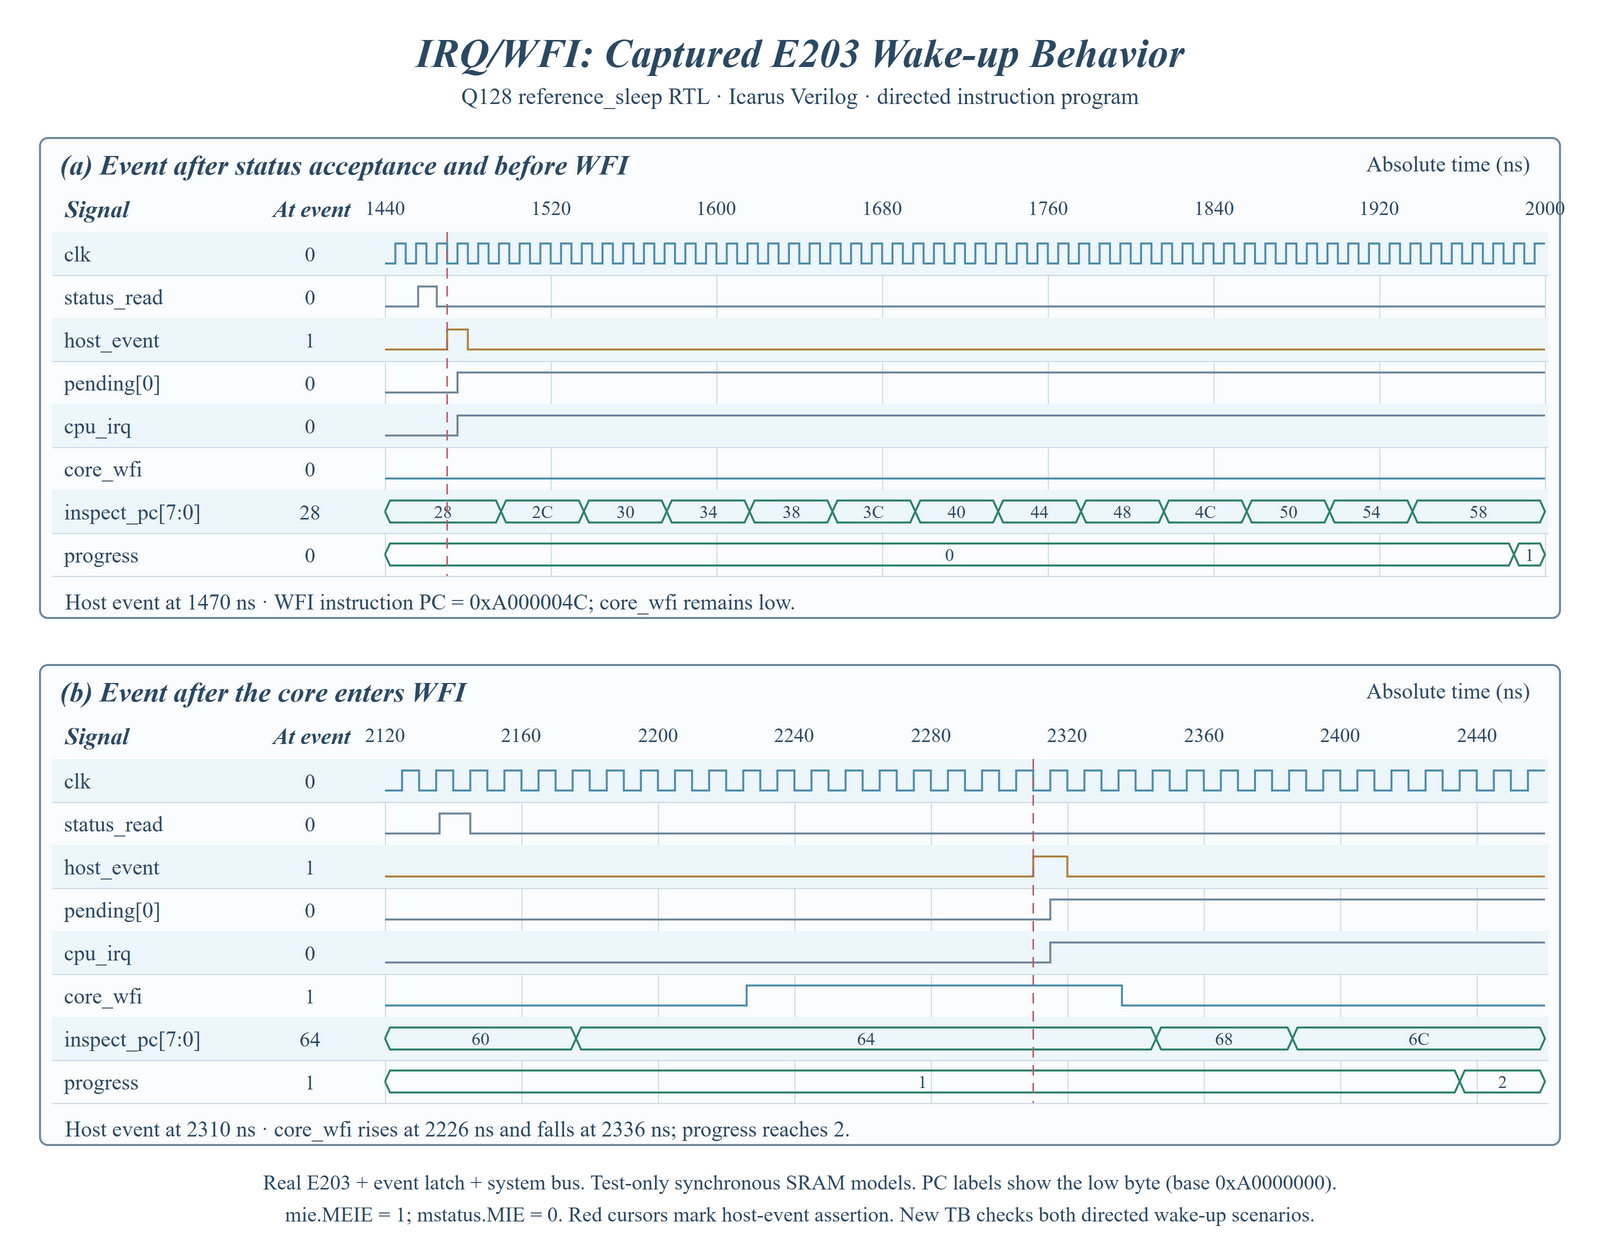 IRQ/WFI: Captured E203 Wake-up Behavior
Q128 reference_sleep RTL · Icarus Verilog · directed instruction program
(a) Event after status acceptance and before WFI
Absolute time (ns)
Signal At event 1440 1520 1600 1680 1760 1840 1920 2000
clk 0
status_read 0
host_event 1
pending[0] 0
cpu_irq 0
core_wfi 0
inspect_pc[7:0] 28 28 2C 30 34 38 3C 40 44 48 4C 50 54 58
progress 0 0 1
Host event at 1470 ns · WFI instruction PC = 0xA000004C; core_wfi remains low.
(b) Event after the core enters WFI
Absolute time (ns)
Signal At event 2120 2160 2200 2240 2280 2320 2360 2400 2440
clk 0
status_read 0
host_event 1
pending[0] 0
cpu_irq 0
core_wfi 1
inspect_pc[7:0] 64 60 64 68 6C
progress 1 1 2
Host event at 2310 ns · core_wfi rises at 2226 ns and falls at 2336 ns; progress reaches 2.
Real E203 + event latch + system bus. Test-only synchronous SRAM models. PC labels show the low byte (base 0xA0000000).
mie.MEIE = 1; mstatus.MIE = 0. Red cursors mark host-event assertion. New TB checks both directed wake-up scenarios.